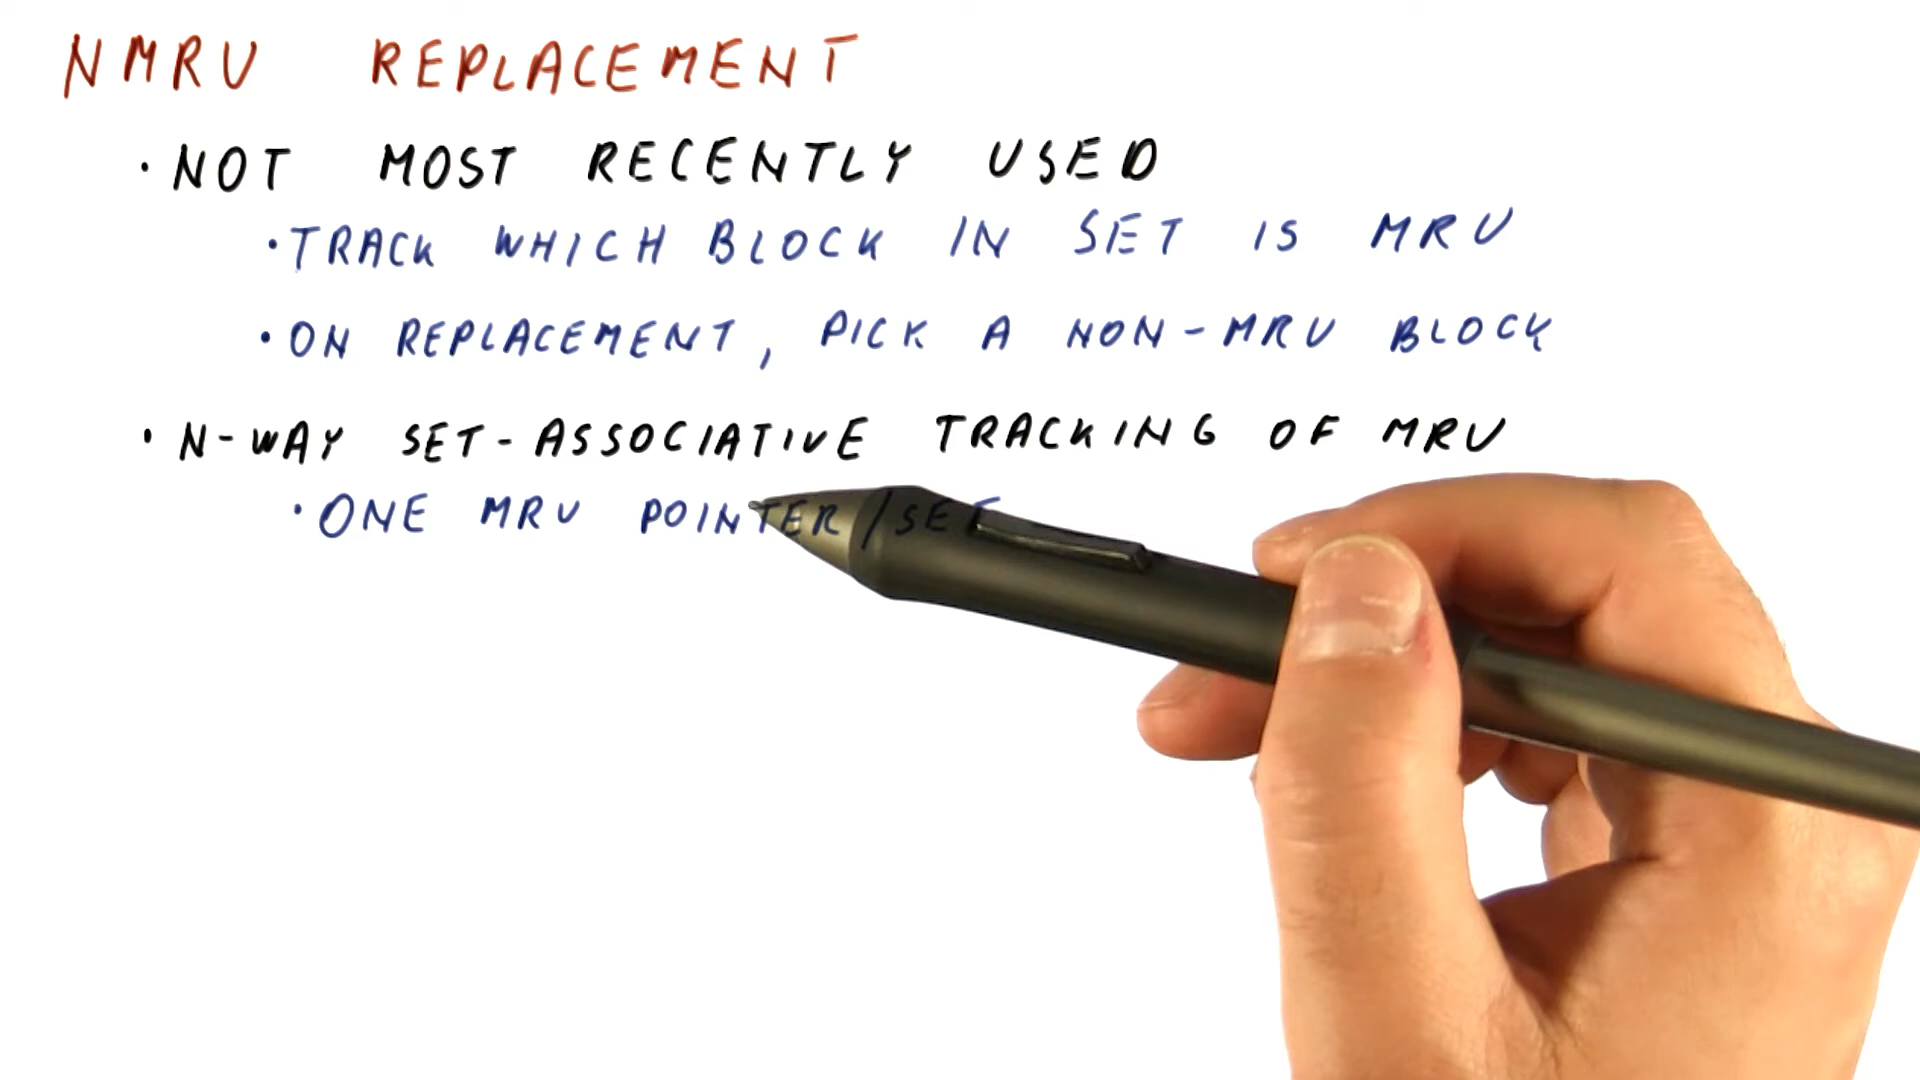 NMRU REPLACEMENT
• NOT MOST RECENTLY USED
• TRACK WHICH BLOCK IN SET IS MRU
• ON REPLACEMENT, PICK A NON-MRU BLOCK
• N-WAY SET-ASSOCIATIVE TRACKING OF MRU
• ONE MRU POINTER/SET